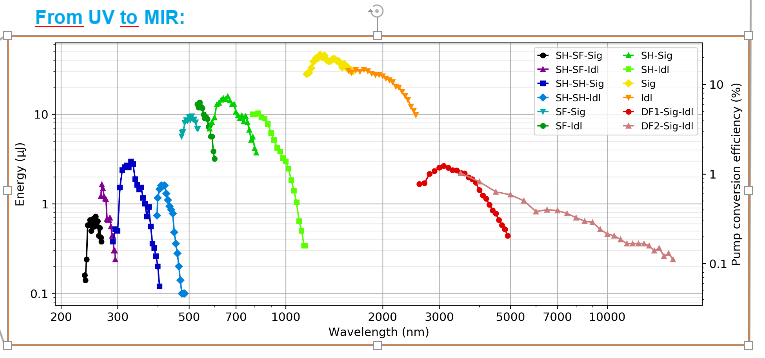 From UV to MIR:
Energy (µJ)
10
1
0.1
SH-SF-Sig
SH-SF-Idl
SH-SH-Sig
SH-SH-Idl
SF-Sig
SF-Idl
SH-Sig
SH-Idl
Sig
Idl
DF1-Sig-Idl
DF2-Sig-Idl
10
1
0.1
Pump conversion efficiency (%)
200 300 500 700 1000 2000 3000 5000 7000 10000
Wavelength (nm)